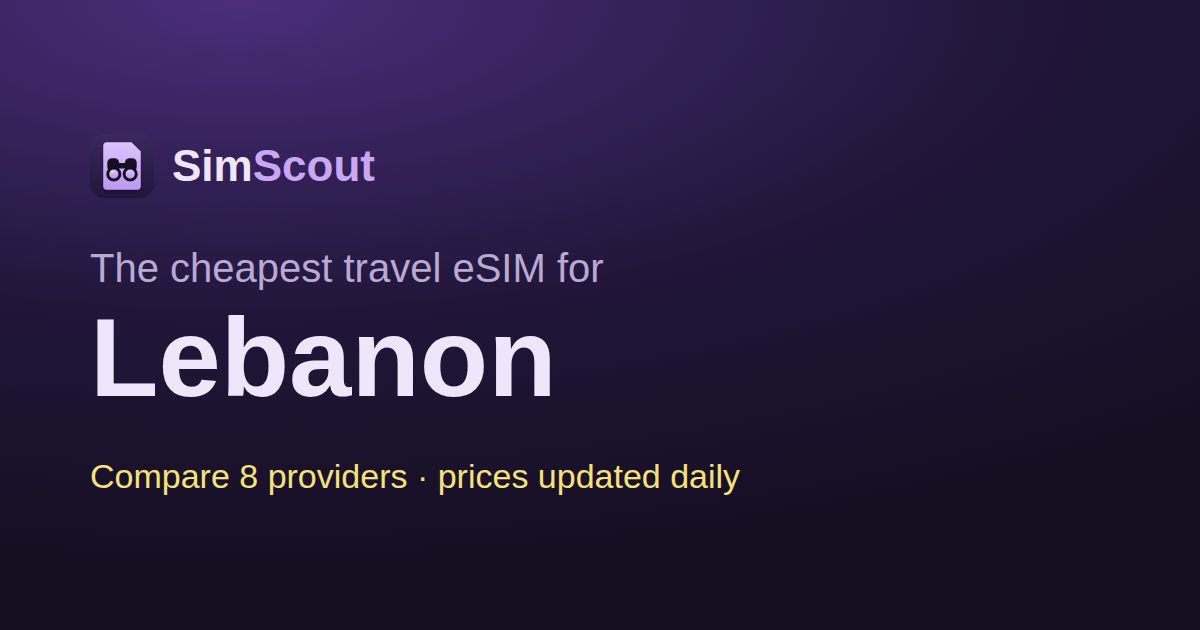 SimScout
The cheapest travel eSIM for
Lebanon
Compare 8 providers · prices updated daily